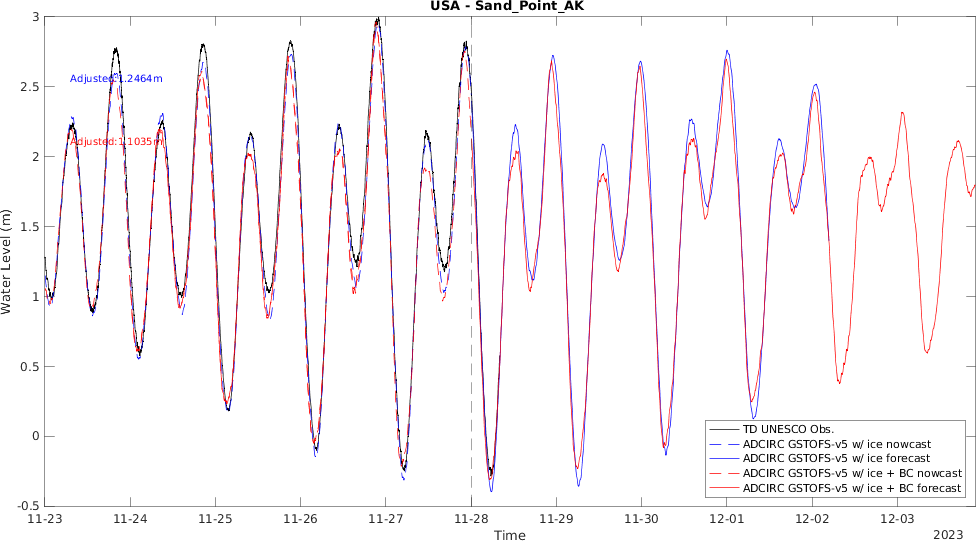 USA - Sand_Point_AK
Water Level (m)
3
2.5
2
1.5
1
0.5
0
-0.5
Adjusted:1.2464m
Adjusted:1.1035m
TD UNESCO Obs.
ADCIRC GSTOFS-v5 w/ ice nowcast
ADCIRC GSTOFS-v5 w/ ice forecast
ADCIRC GSTOFS-v5 w/ ice + BC nowcast
ADCIRC GSTOFS-v5 w/ ice + BC forecast
11-23 11-24 11-25 11-26 11-27 11-28 11-29 11-30 12-01 12-02 12-03
Time
2023